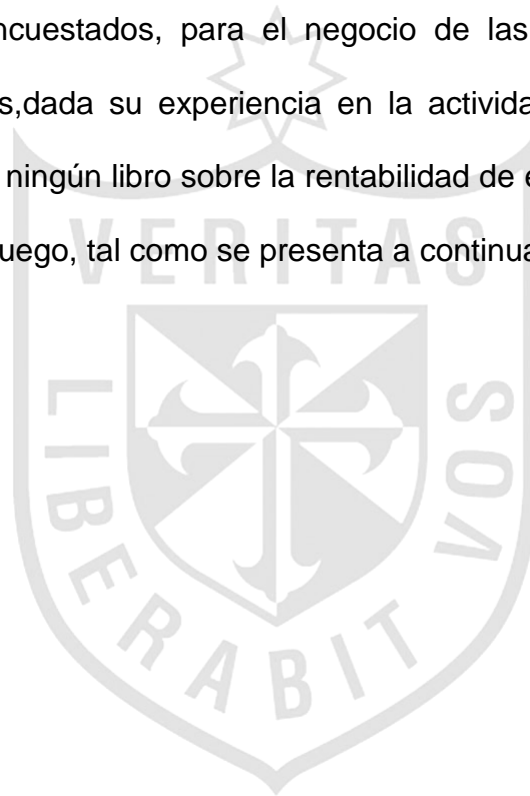 ncuestados, para el negocio de las
s,dada su experiencia en la activida
ningún libro sobre la rentabilidad de e
uego, tal como se presenta a continua
VERITAS
LIBERABIT
VOS